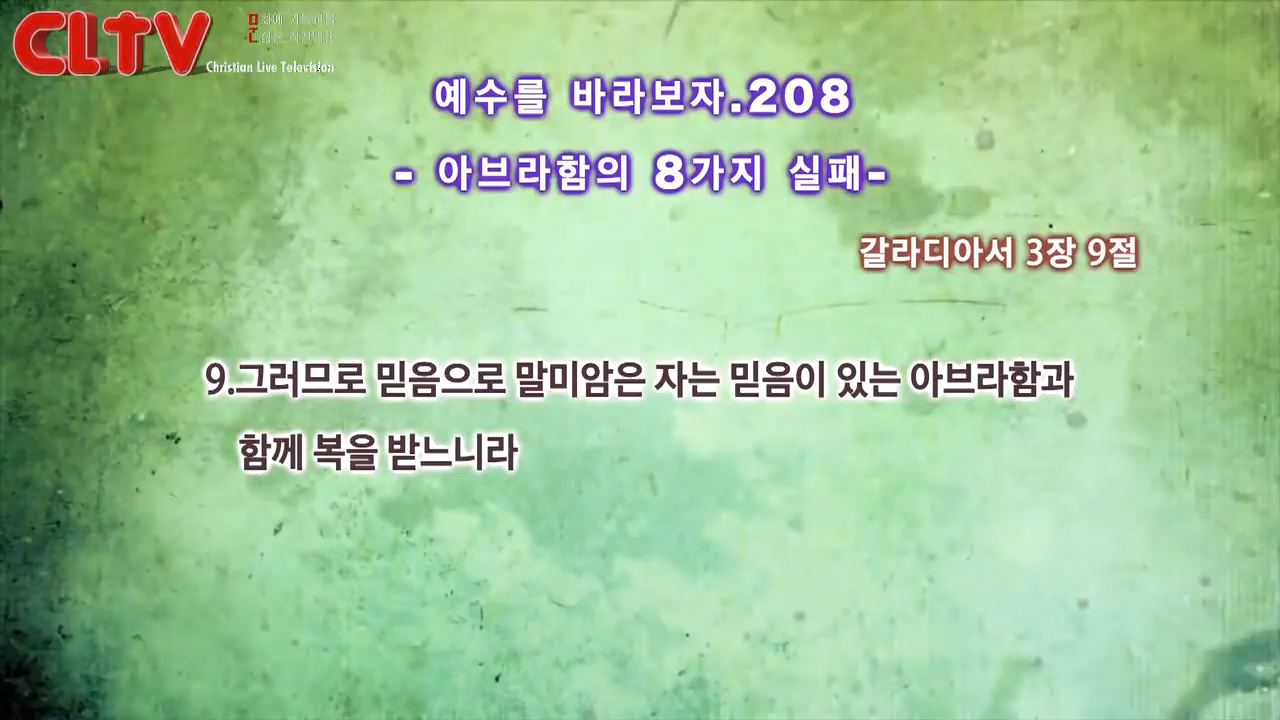 CLTV
Christian Live Television
예수를 바라보자.208
- 아브라함의 8가지 실패-
갈라디아서 3장 9절
9.그러므로 믿음으로 말미암은 자는 믿음이 있는 아브라함과
함께 복을 받느니라